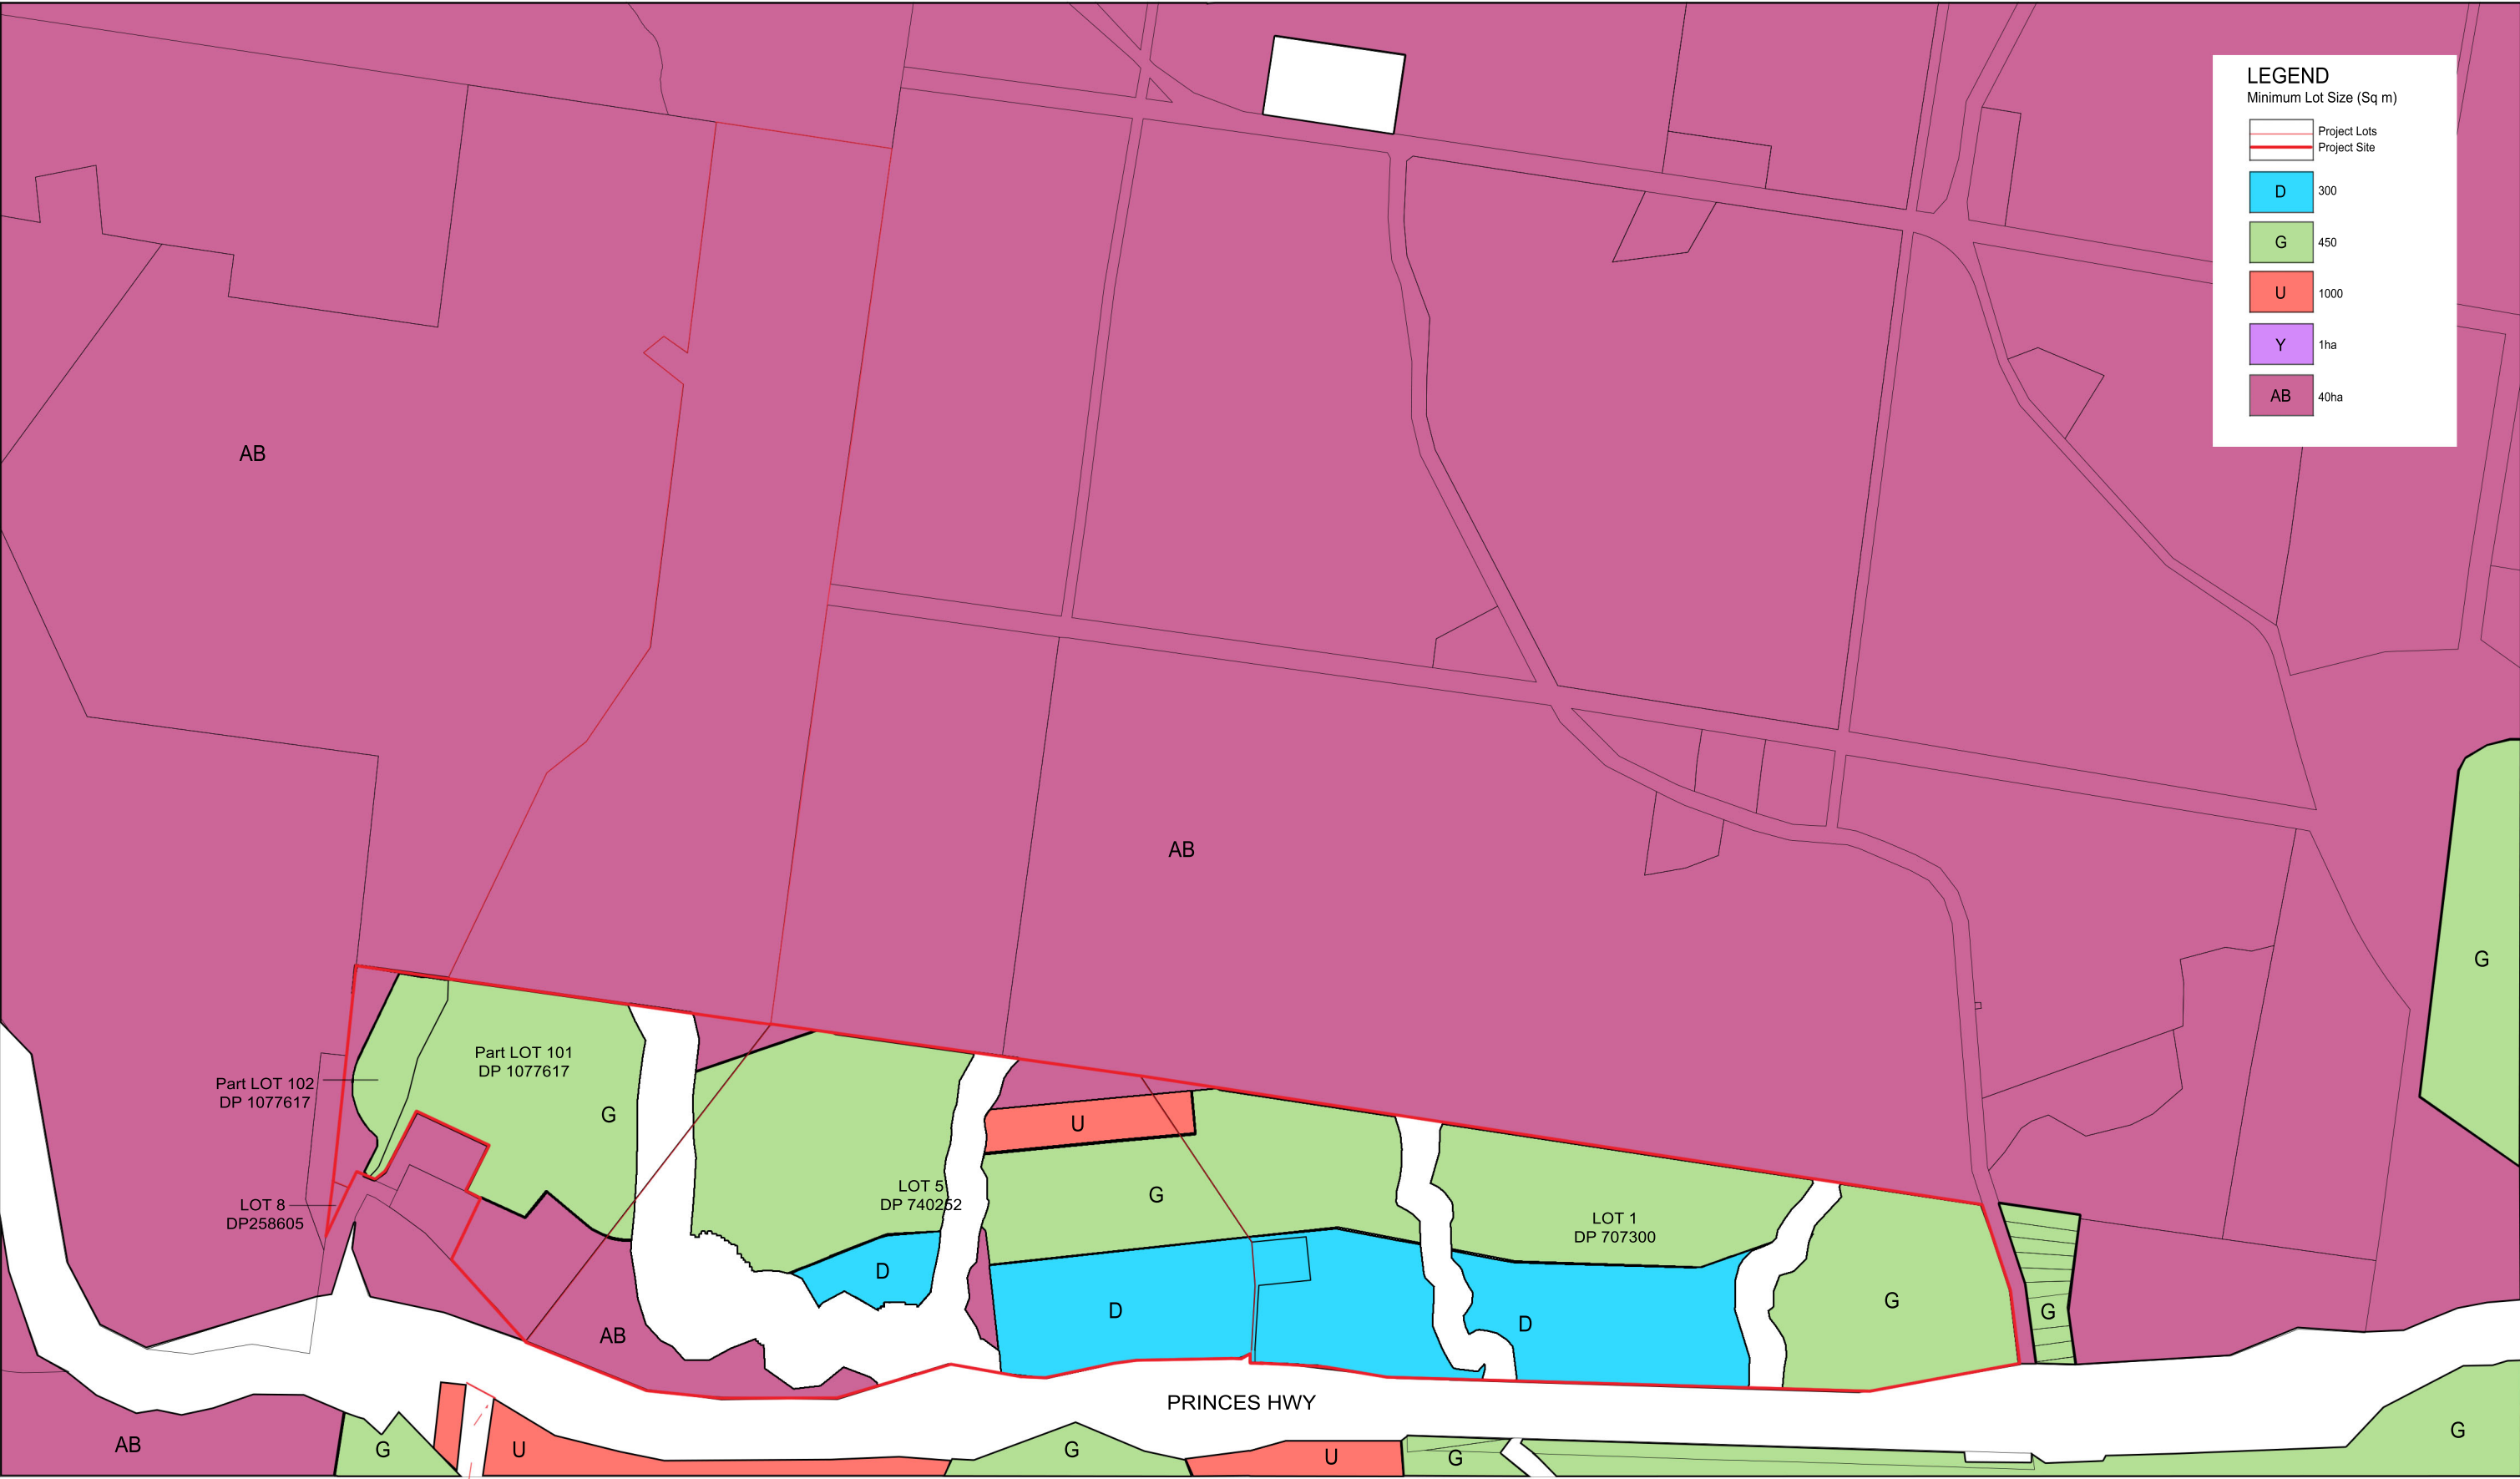 LEGEND
Minimum Lot Size (Sq m)
Project Lots
Project Site
D 300
G 450
U 1000
Y 1ha
AB 40ha
AB
AB
G
Part LOT 101
DP 1077617
Part LOT 102
DP 1077617
G
U
LOT 5
DP 740252
G
LOT 8
DP258605
LOT 1
DP 707300
D
G
G
D
D
AB
PRINCES HWY
AB
G
U
G
U
G
G